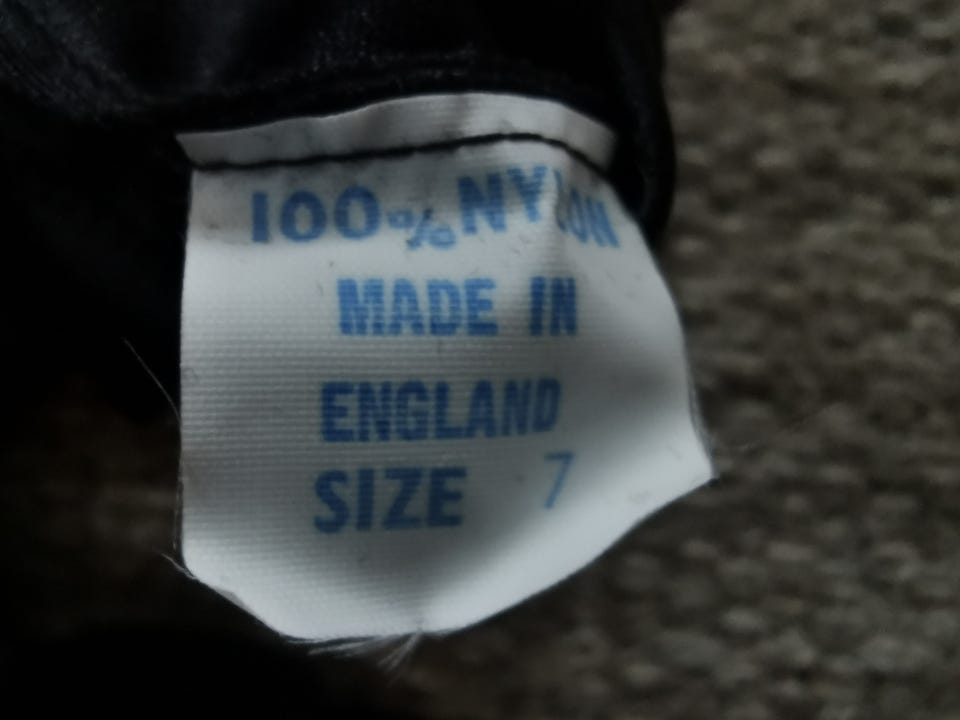 100% NYLON
MADE IN
ENGLAND
SIZE 7